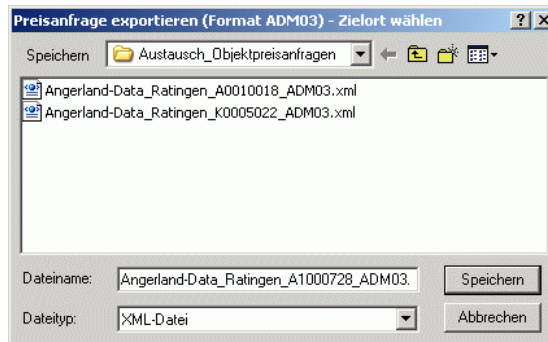 Preisanfrage exportieren (Format ADM03) - Zielort wählen
Speichern Austausch_Objektpreisanfragen
Angerland-Data_Ratingen_A0010018_ADM03.xml
Angerland-Data_Ratingen_K0005022_ADM03.xml
Dateiname: Angerland-Data_Ratingen_A1000728_ADM03. Speichern
Dateityp: XML-Datei Abbrechen